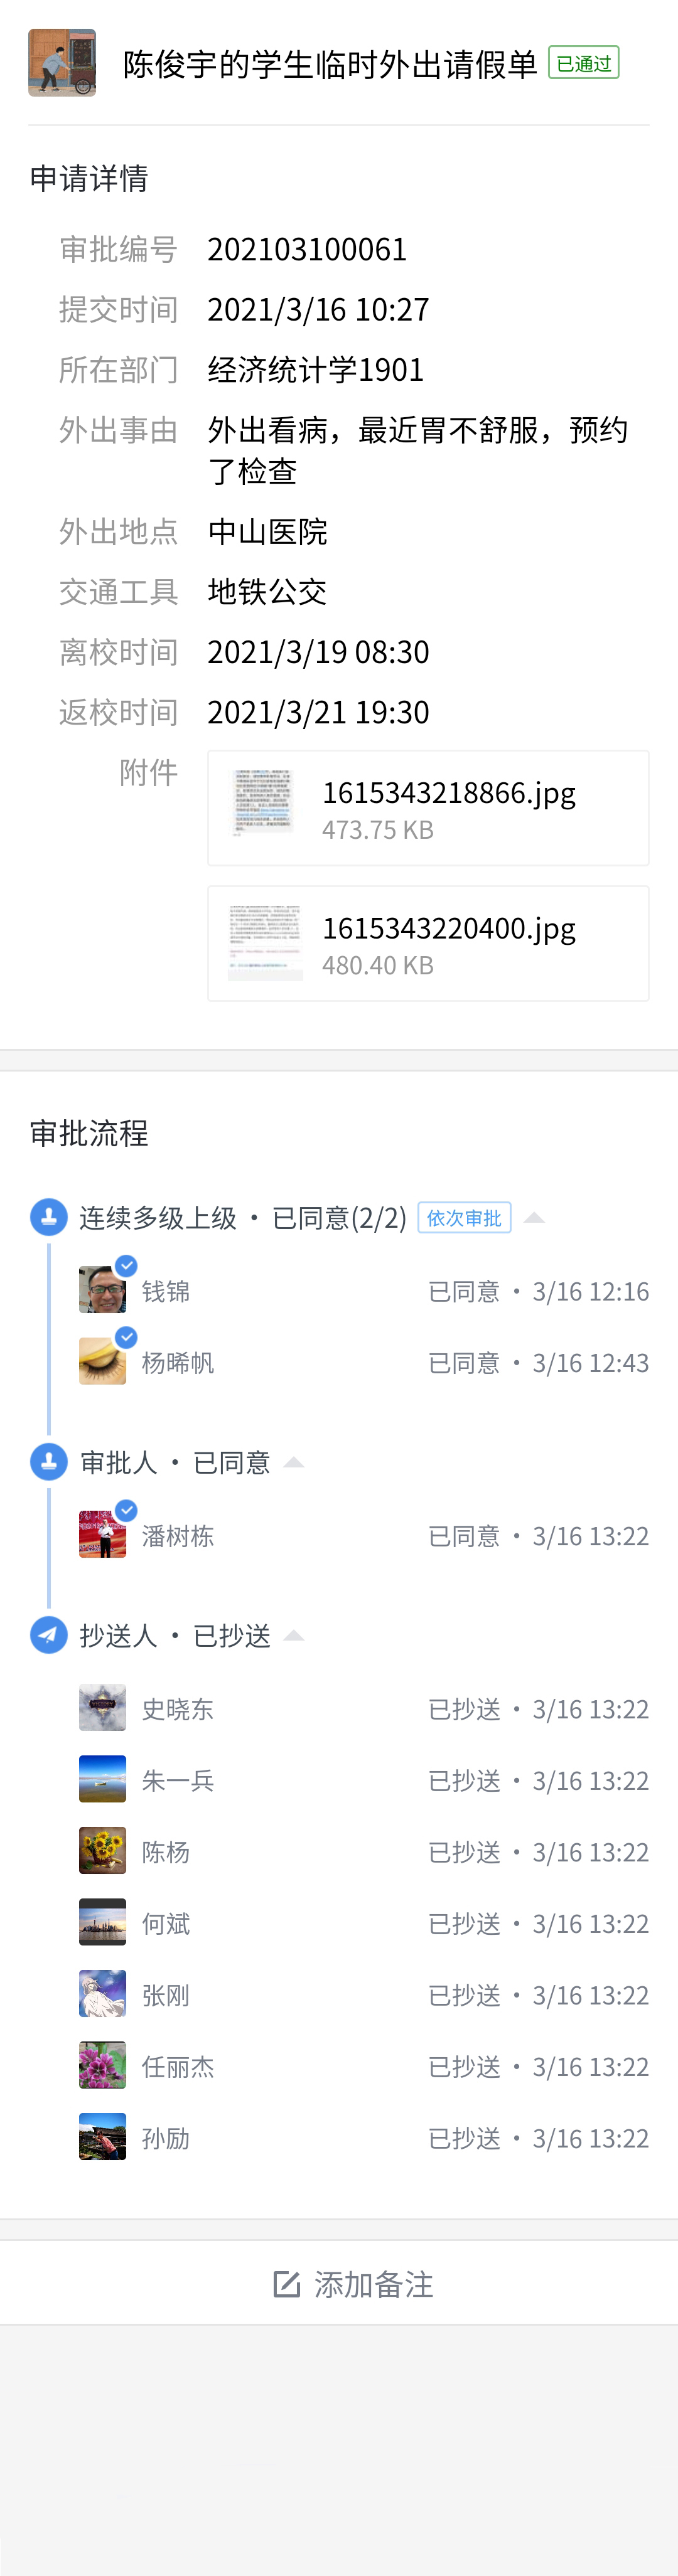 陈俊宇的学生临时外出请假单 已通过
申请详情
审批编号 202103100061
提交时间 2021/3/16 10:27
所在部门 经济统计学1901
外出事由 外出看病，最近胃不舒服，预约
了检查
外出地点 中山医院
交通工具 地铁公交
离校时间 2021/3/19 08:30
返校时间 2021/3/21 19:30
附件
1615343218866.jpg
473.75 KB
1615343220400.jpg
480.40 KB
审批流程
连续多级上级 · 已同意(2/2) 依次审批
钱锦 已同意 · 3/16 12:16
杨晞帆 已同意 · 3/16 12:43
审批人 · 已同意
潘树栋 已同意 · 3/16 13:22
抄送人 · 已抄送
史晓东 已抄送 · 3/16 13:22
朱一兵 已抄送 · 3/16 13:22
陈杨 已抄送 · 3/16 13:22
何斌 已抄送 · 3/16 13:22
张刚 已抄送 · 3/16 13:22
任丽杰 已抄送 · 3/16 13:22
孙励 已抄送 · 3/16 13:22
添加备注